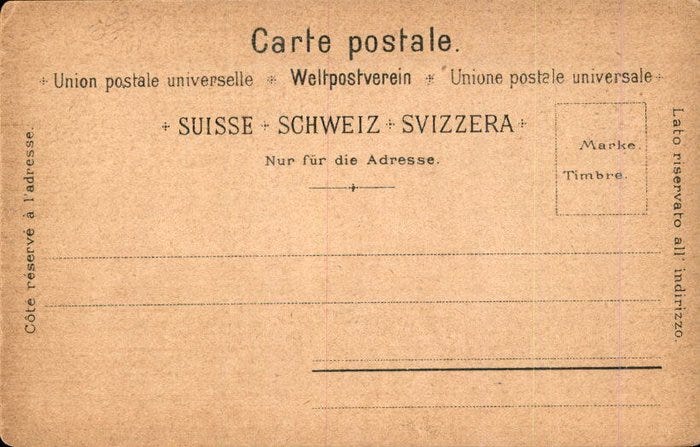 Carte postale.
Union postale universelle * Weltpostverein * Unione postale universale
SUISSE + SCHWEIZ + SVIZZERA
Nur für die Adresse.
Marke.
Timbre.
Côté réservé à l'adresse.
Lato riservato all' indirizzo.